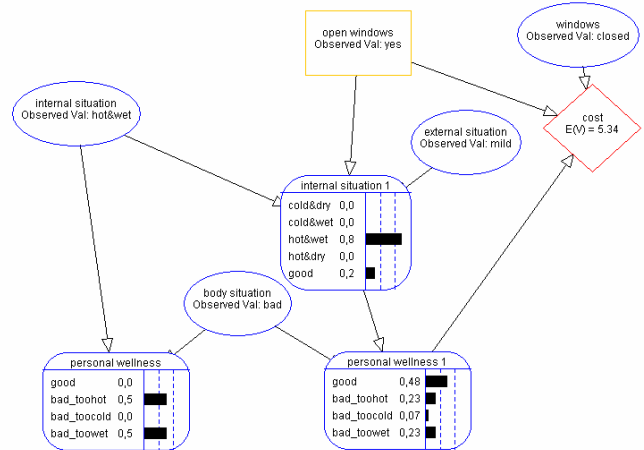 open windows
Observed Val: yes
windows
Observed Val: closed
internal situation
Observed Val: hot&wet
external situation
Observed Val: mild
cost
E(V) = 5.34
internal situation 1
cold&dry 0,0
cold&wet 0,0
hot&wet 0,8
hot&dry 0,0
good 0,2
body situation
Observed Val: bad
personal wellness
good 0,0
bad_toohot 0,5
bad_toocold 0,0
bad_toowet 0,5
personal wellness 1
good 0,48
bad_toohot 0,23
bad_toocold 0,07
bad_toowet 0,23